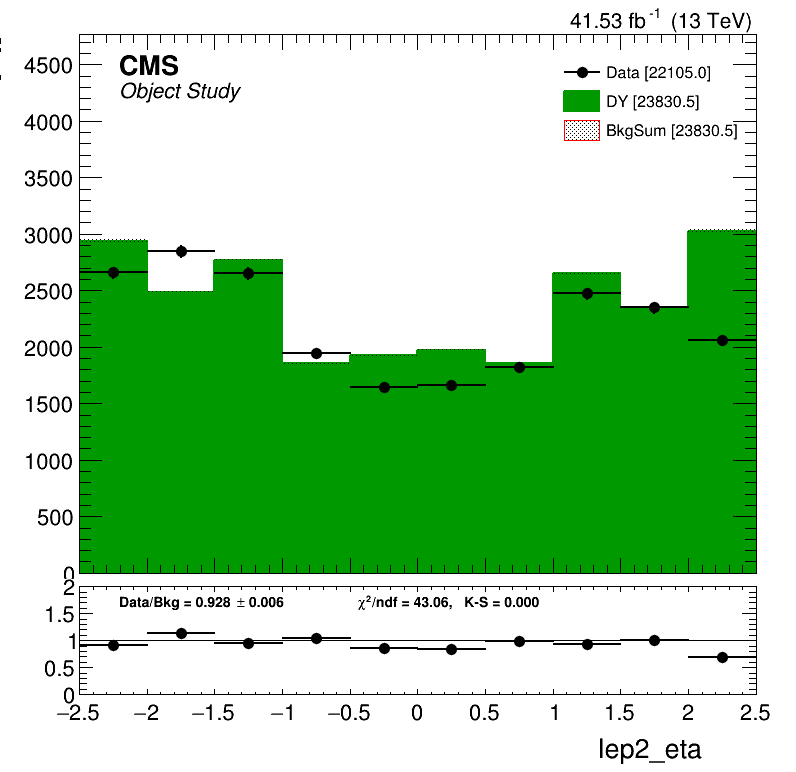 41.53 fb⁻¹ (13 TeV)
CMS
Object Study
Data [22105.0]
DY [23830.5]
BkgSum [23830.5]
4500
4000
3500
3000
2500
2000
1500
1000
500
0
Data/Bkg = 0.928 ± 0.006
χ²/ndf = 43.06, K-S = 0.000
2
1.5
1
0.5
0
−2.5 −2 −1.5 −1 −0.5 0 0.5 1 1.5 2 2.5
lep2_eta